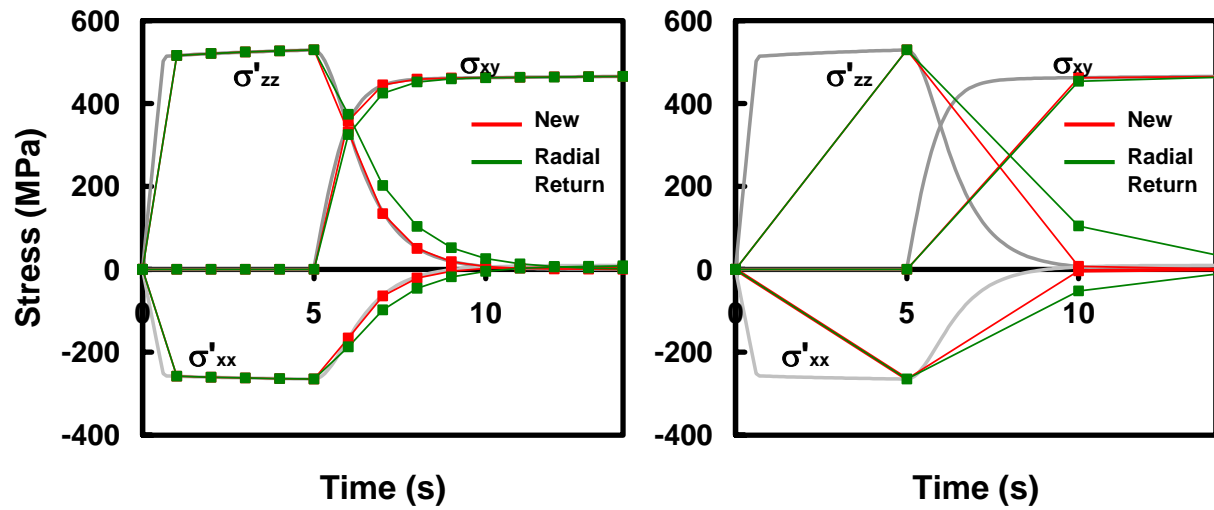 600
400
200
0
-200
-400
0
5
10
σ'zz
σxy
σ'xx
New
Radial
Return
Stress (MPa)
Time (s)
600
400
200
0
-200
-400
0
5
10
σ'zz
σxy
σ'xx
New
Radial
Return
Time (s)